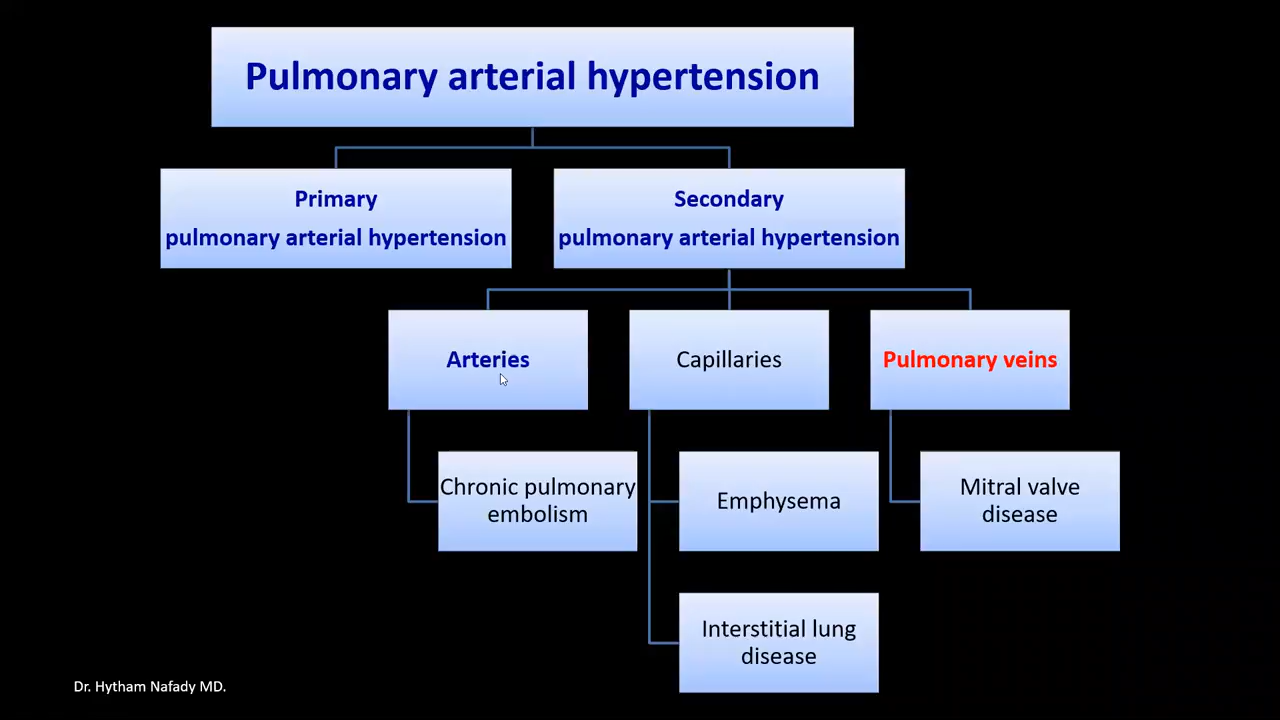 Pulmonary arterial hypertension
Primary
pulmonary arterial hypertension
Secondary
pulmonary arterial hypertension
Arteries
Capillaries
Pulmonary veins
Chronic pulmonary
embolism
Emphysema
Mitral valve
disease
Interstitial lung
disease
Dr. Hytham Nafady MD.